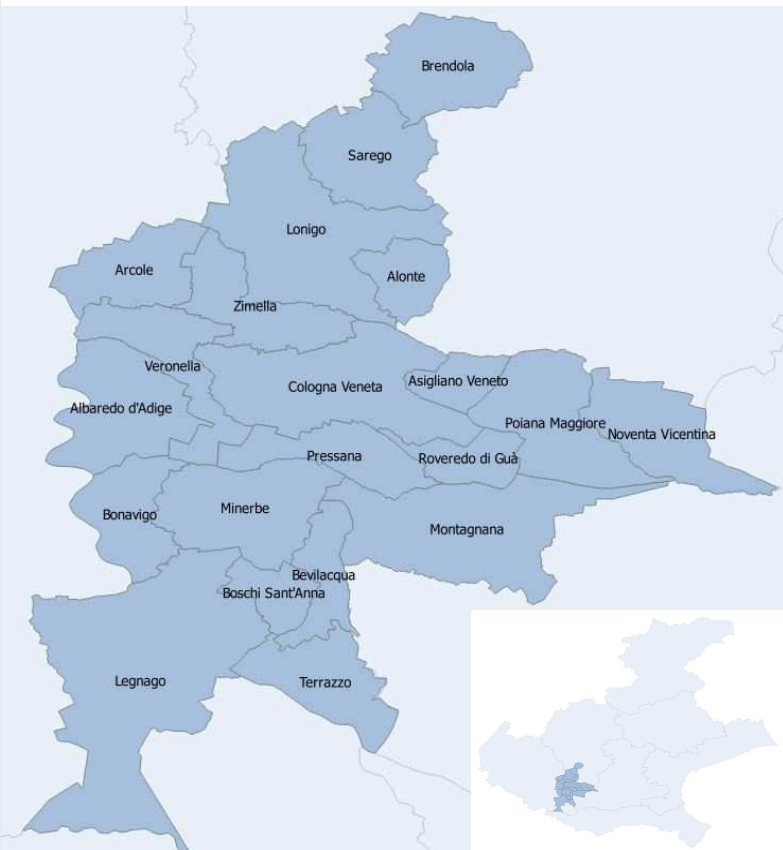 Brendola
Sarego
Lonigo
Arcole
Alonte
Zimella
Veronella
Asigliano Veneto
Cologna Veneta
Albaredo d'Adige
Poiana Maggiore
Noventa Vicentina
Pressana
Roveredo di Guà
Minerbe
Bonavigo
Montagnana
Bevilacqua
Boschi Sant'Anna
Legnago
Terrazzo